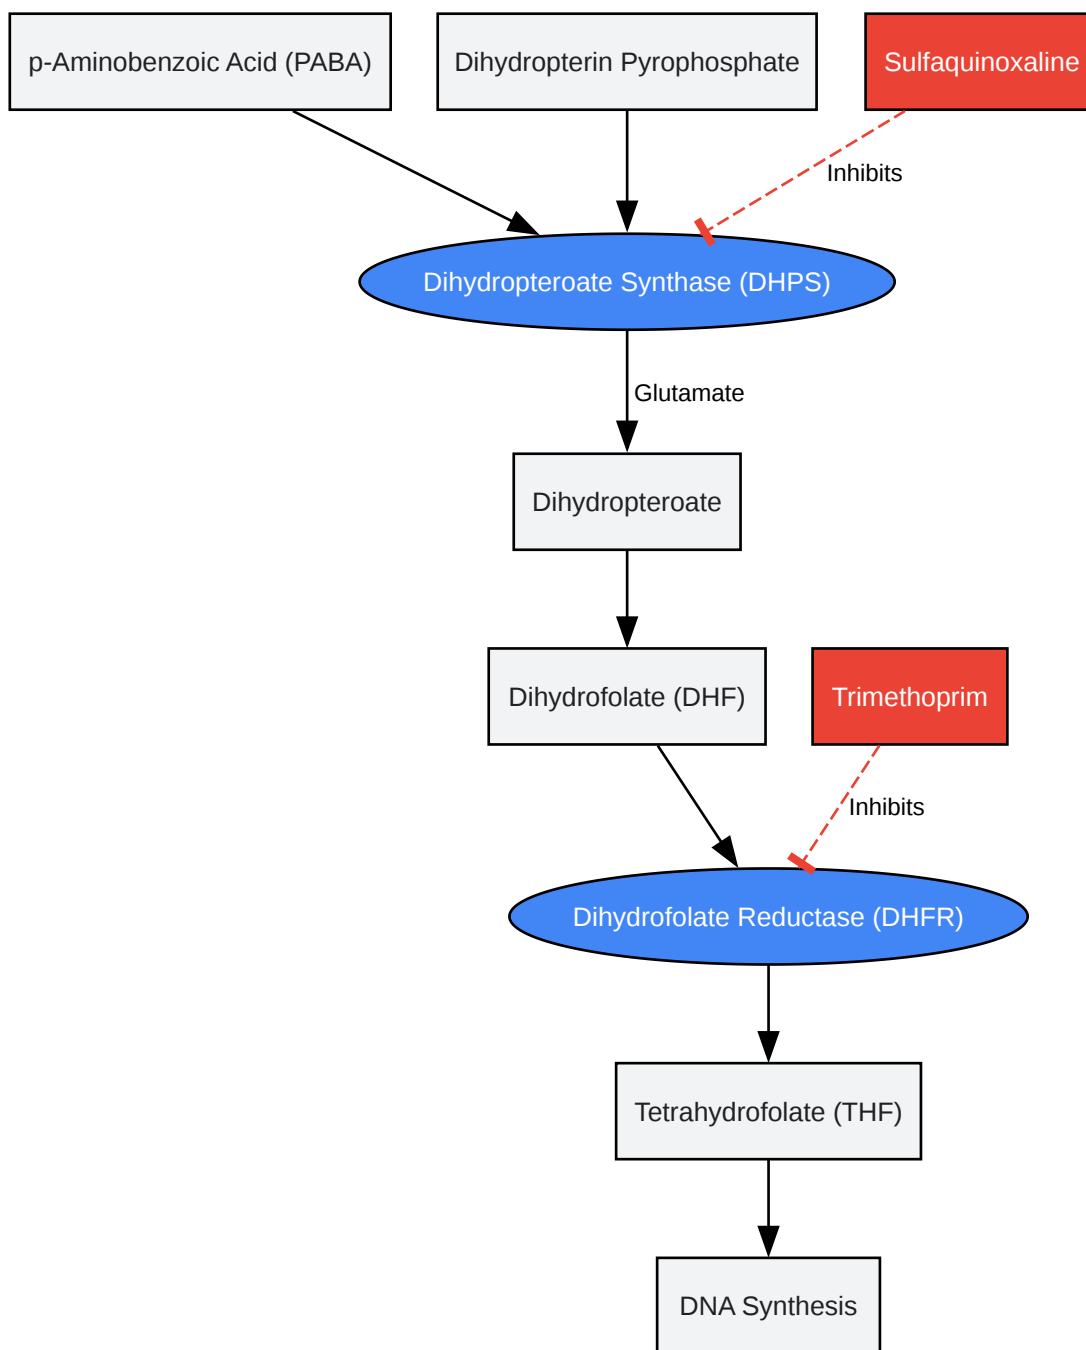 p-Aminobenzoic Acid (PABA)
Dihydropterin Pyrophosphate
Sulfaquinoxaline
Inhibits
Dihydropteroate Synthase (DHPS)
Glutamate
Dihydropteroate
Dihydrofolate (DHF)
Trimethoprim
Inhibits
Dihydrofolate Reductase (DHFR)
Tetrahydrofolate (THF)
DNA Synthesis